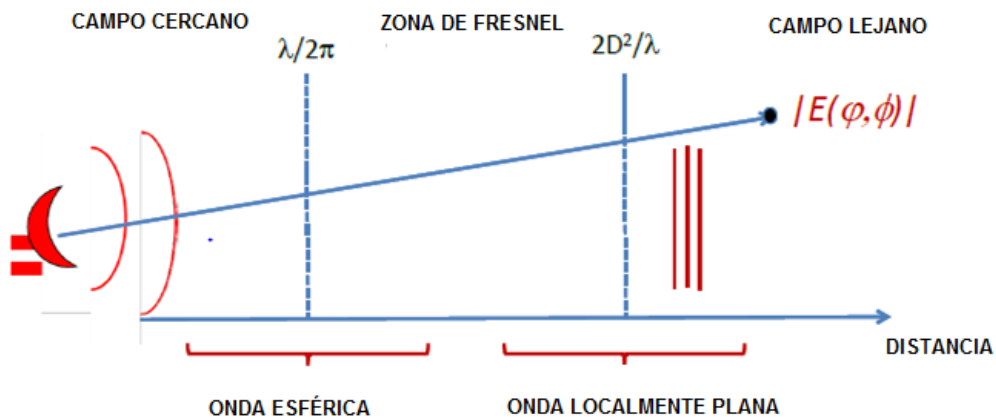 CAMPO CERCANO
ZONA DE FRESNEL
CAMPO LEJANO
λ/2π
2D²/λ
|E(φ,ϕ)|
DISTANCIA
ONDA ESFÉRICA
ONDA LOCALMENTE PLANA